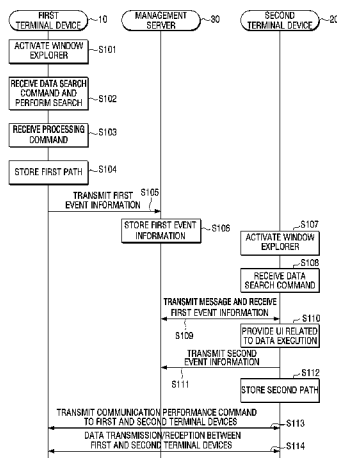 FIRST
TERMINAL DEVICE
10
MANAGEMENT
SERVER
30
SECOND
TERMINAL DEVICE
20
ACTIVATE WINDOW
EXPLORER
S101
RECEIVE DATA SEARCH
COMMAND AND
PERFORM SEARCH
S102
RECEIVE PROCESSING
COMMAND
S103
STORE FIRST PATH
S104
TRANSMIT FIRST
EVENT INFORMATION
S105
STORE FIRST EVENT
INFORMATION
S106
S107
ACTIVATE WINDOW
EXPLORER
S108
RECEIVE DATA
SEARCH COMMAND
TRANSMIT MESSAGE AND RECEIVE
FIRST EVENT INFORMATION
S109
S110
PROVIDE UI RELATED
TO DATA EXECUTION
TRANSMIT SECOND
EVENT INFORMATION
S111
S112
STORE SECOND PATH
TRANSMIT COMMUNICATION PERFORMANCE COMMAND
TO FIRST AND SECOND TERMINAL DEVICES
S113
DATA TRANSMISSION/RECEPTION BETWEEN
FIRST AND SECOND TERMINAL DEVICES
S114